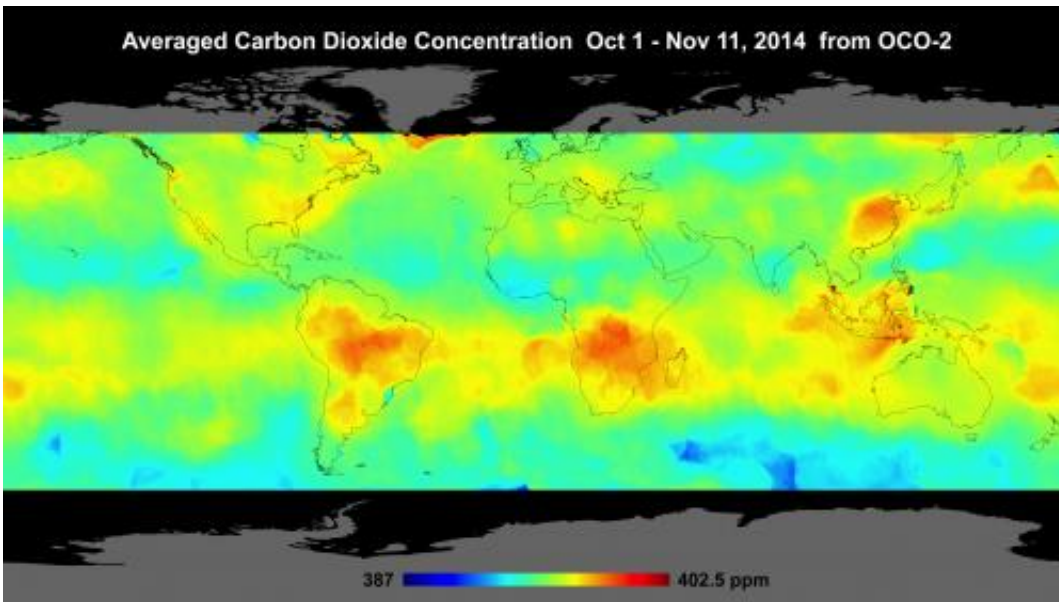 Averaged Carbon Dioxide Concentration Oct 1 - Nov 11, 2014 from OCO-2
387 402.5 ppm